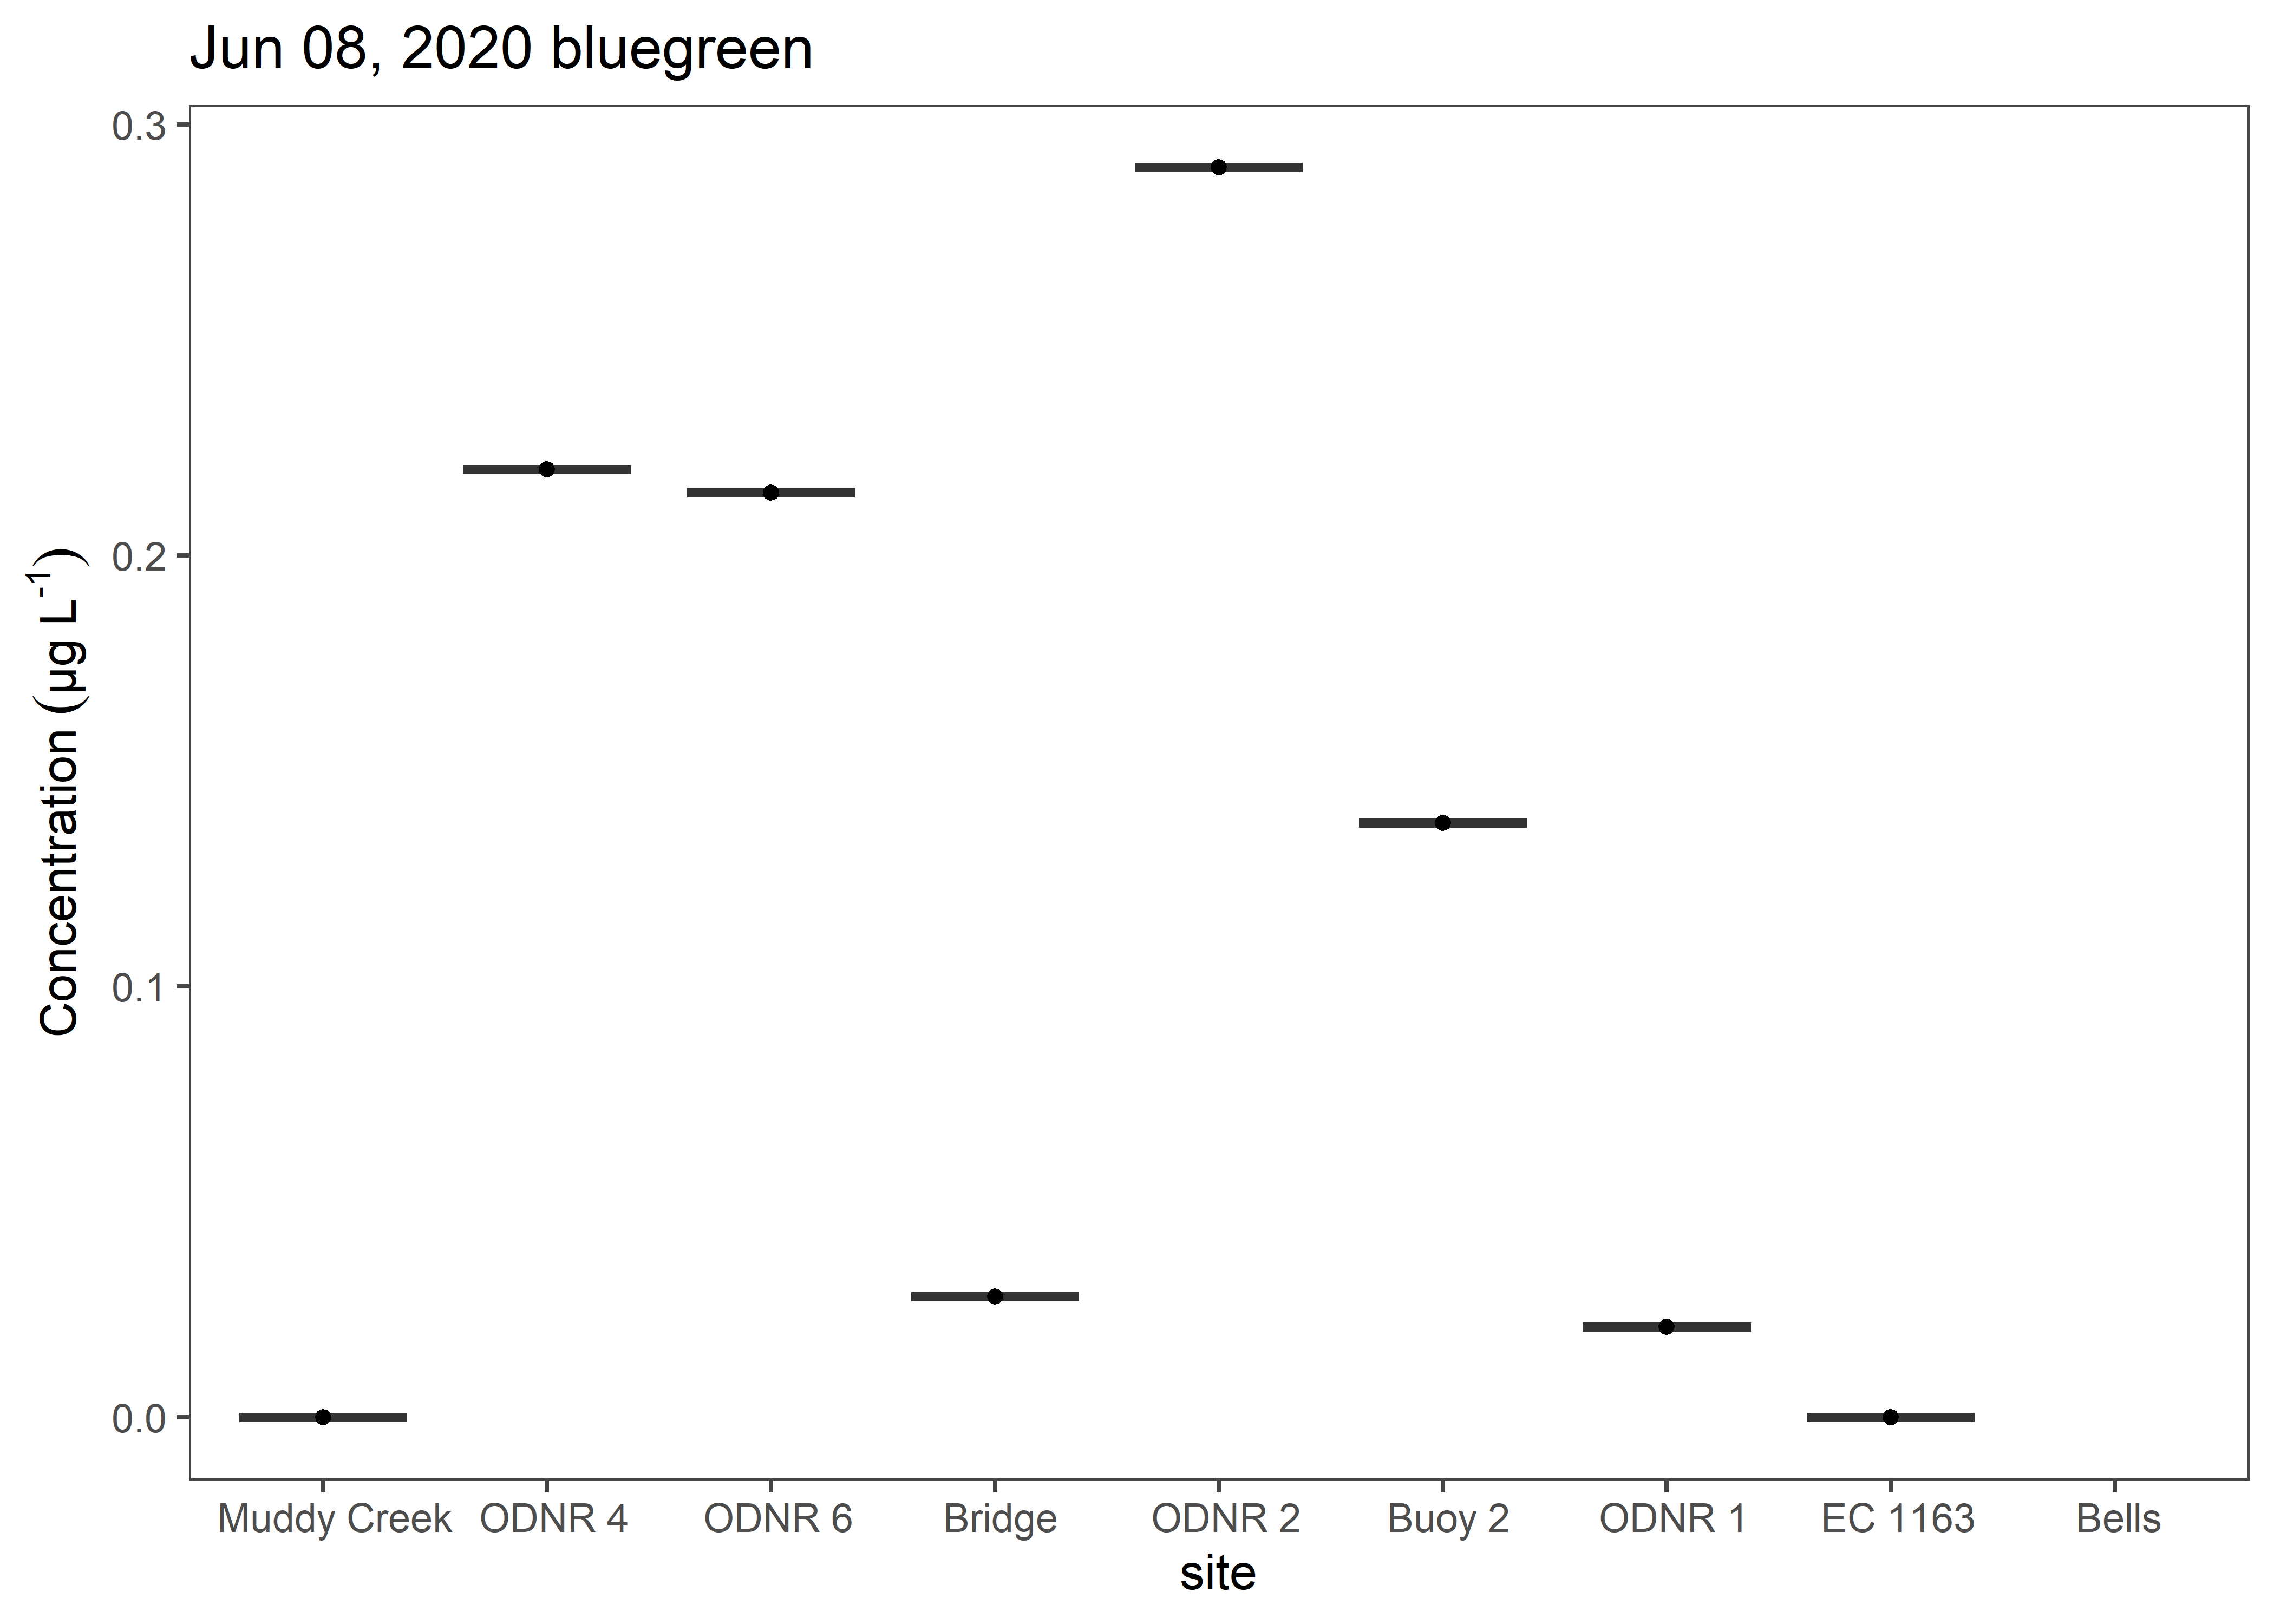 Jun 08, 2020 bluegreen
0.3
0.2
0.1
0.0
Concentration (µg L⁻¹)
Muddy Creek ODNR 4 ODNR 6 Bridge ODNR 2 Buoy 2 ODNR 1 EC 1163 Bells
site